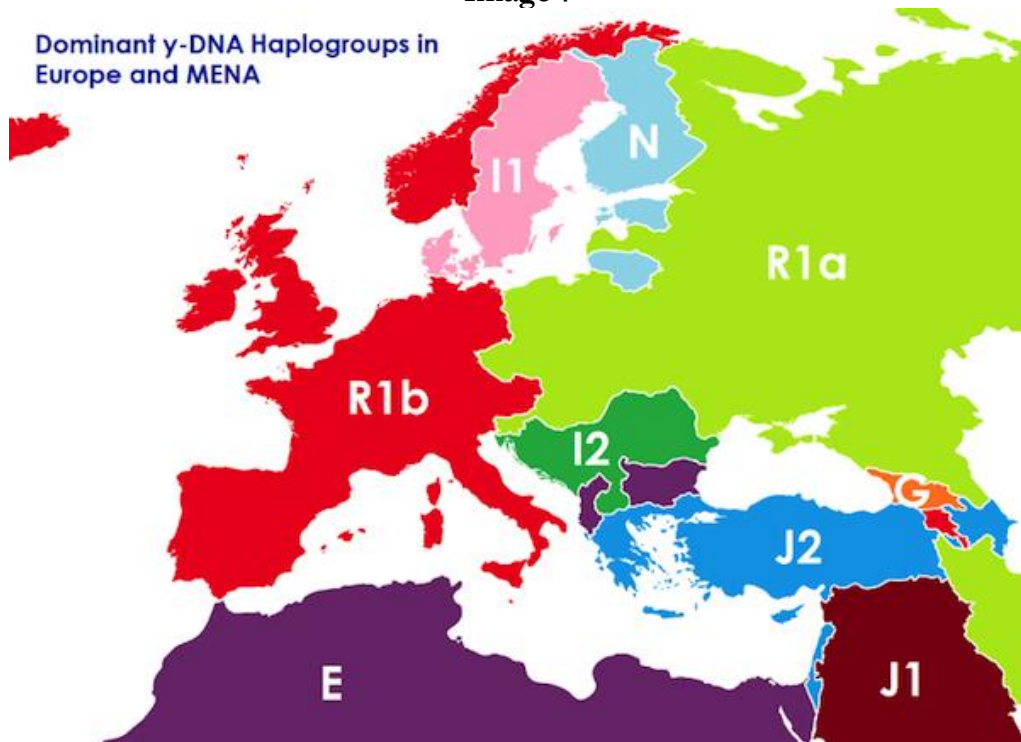 Dominant y-DNA Haplogroups in
Europe and MENA
N
I1
R1a
R1b
I2
G
J2
E
J1